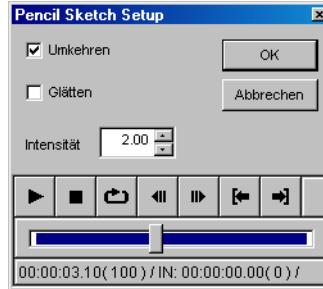 Pencil Sketch Setup
Umkehren
OK
Glätten
Abbrechen
Intensität 2.00
00:00:03.10( 100 ) / IN: 00:00:00.00( 0 ) /